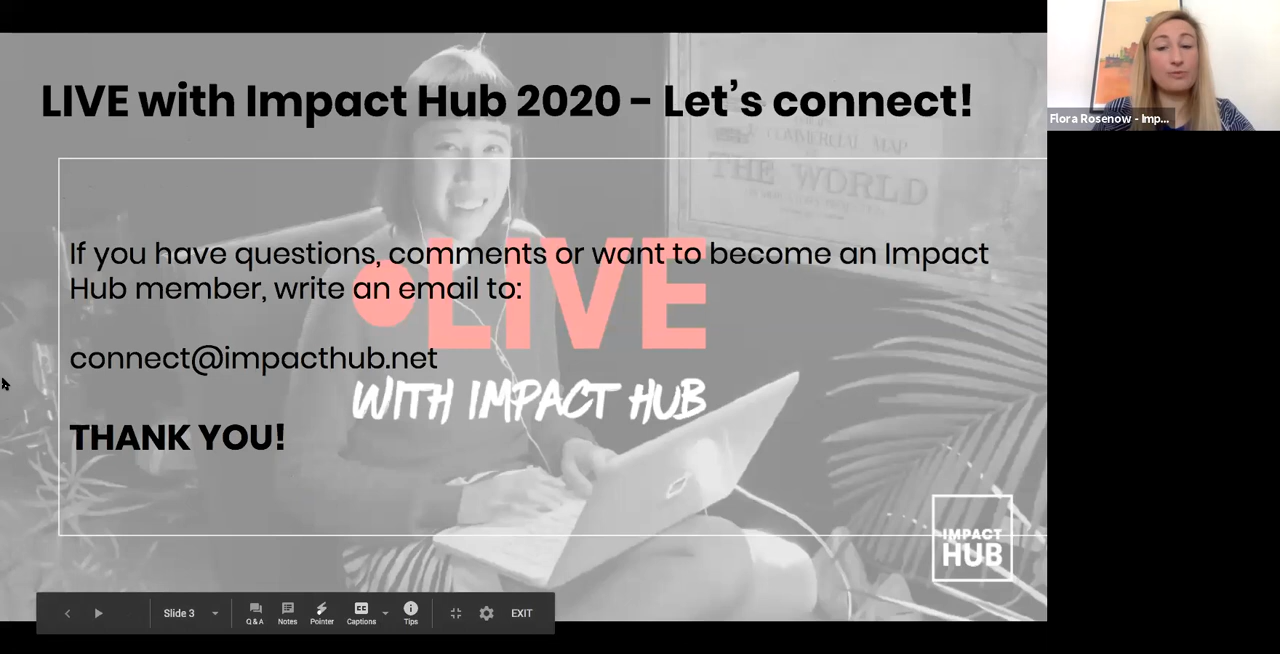 LIVE with Impact Hub 2020 - Let's connect!
COMMERCIAL MAP
THE WORLD
If you have questions, comments or want to become an Impact
Hub member, write an email to:
LIVE
connect@impacthub.net
WITH IMPACT HUB
THANK YOU!
IMPACT
HUB
Flora Rosenow - Imp...
Slide 3
Q & A
Notes
Pointer
Captions
Tips
EXIT